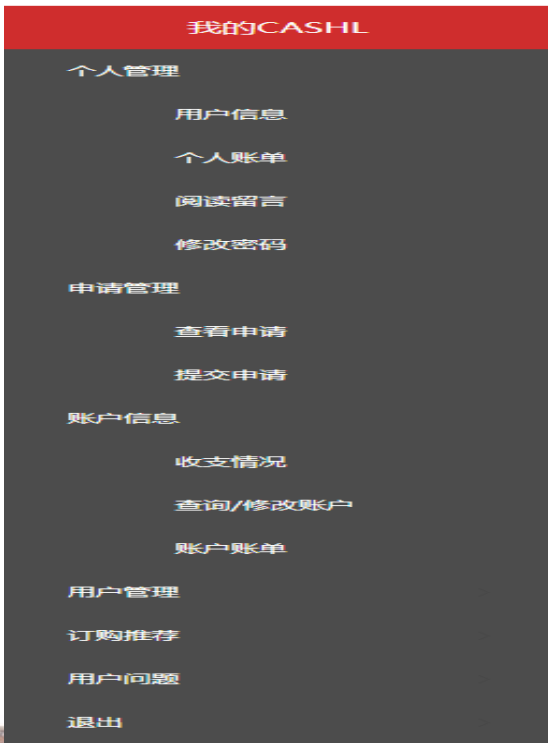 我的CASHL
个人管理
用户信息
个人账单
阅读留言
修改密码
申请管理
查看申请
提交申请
账户信息
收支情况
查询/修改账户
账户账单
用户管理
订购推荐
用户问题
退出